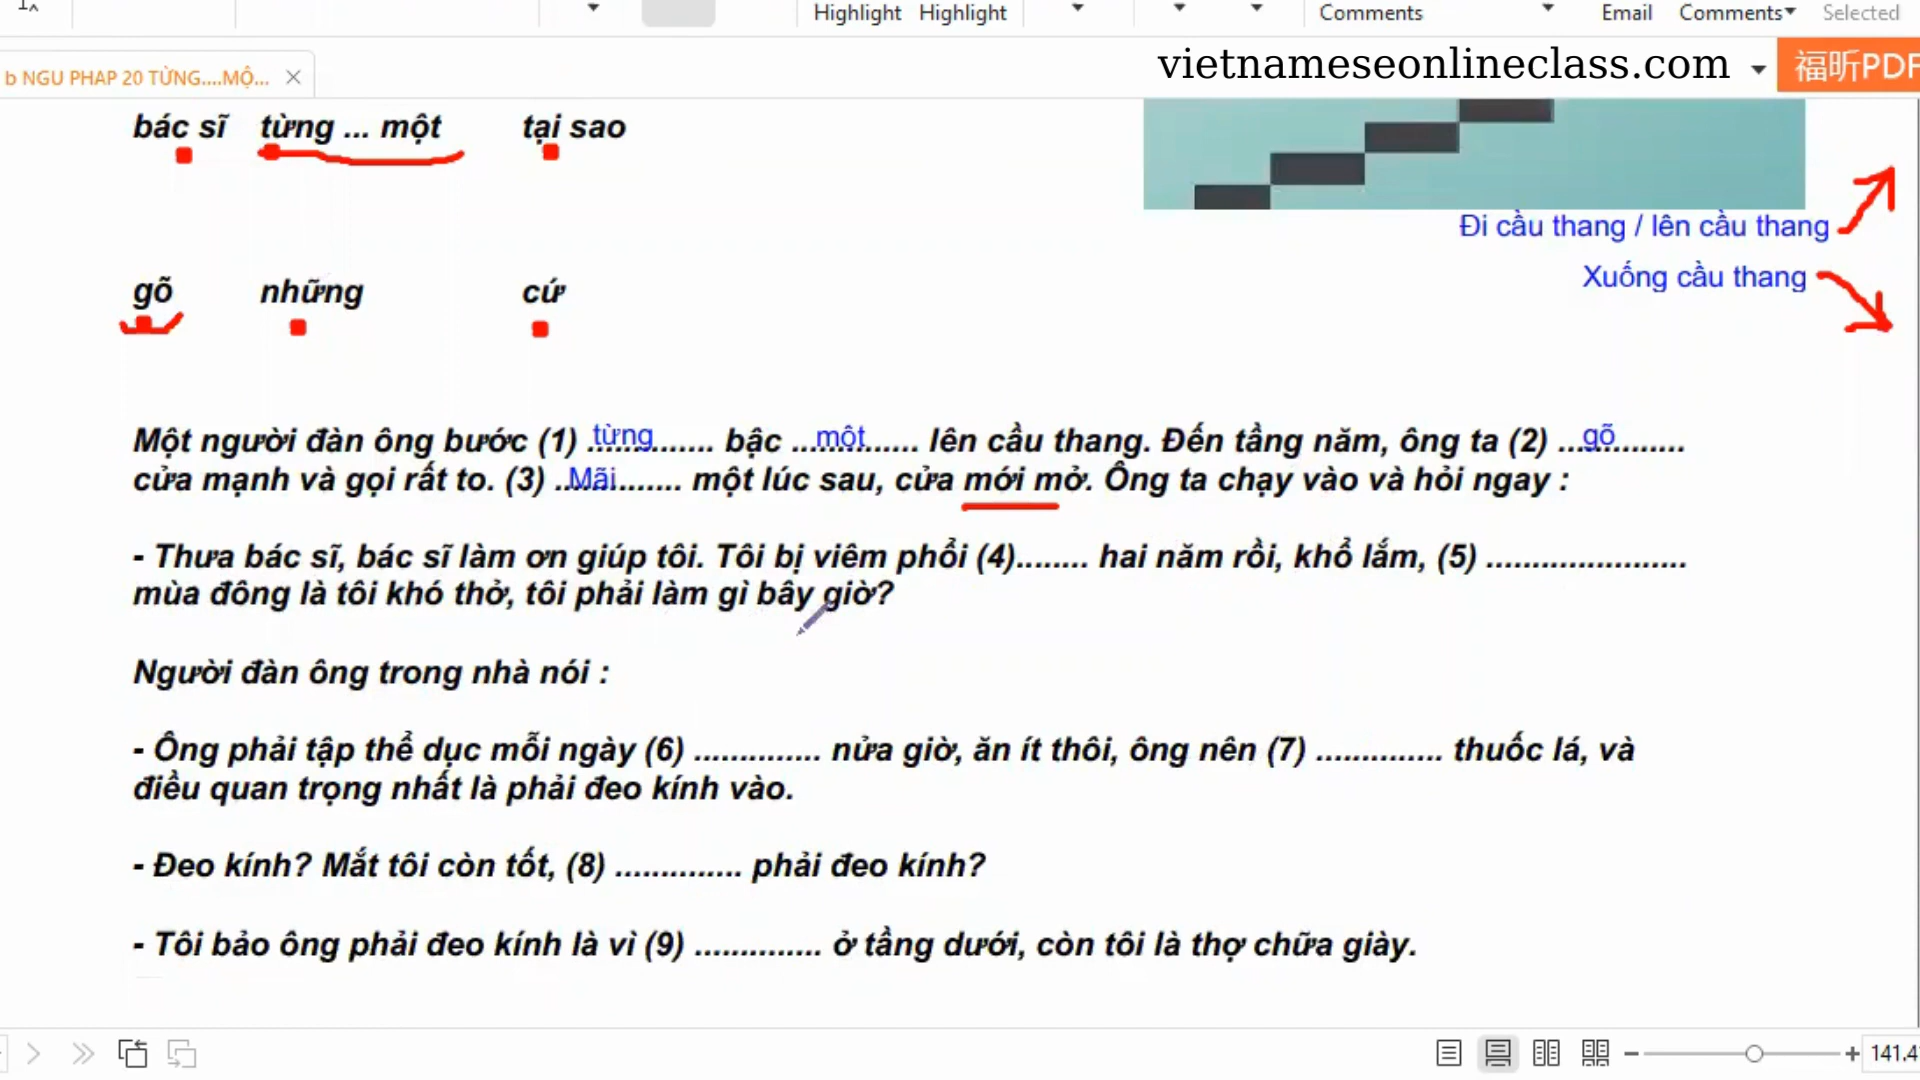 Highlight Highlight Comments Email Comments Selected
b NGU PHAP 20 TỪNG....MỘ...
vietnameseonlineclass.com
福昕PDF
bác sĩ từng ... một tại sao
Đi cầu thang / lên cầu thang
Xuống cầu thang
gõ những cứ
Một người đàn ông bước (1) từng bậc một lên cầu thang. Đến tầng năm, ông ta (2) gõ
cửa mạnh và gọi rất to. (3) Mãi một lúc sau, cửa mới mở. Ông ta chạy vào và hỏi ngay :
- Thưa bác sĩ, bác sĩ làm ơn giúp tôi. Tôi bị viêm phổi (4)........ hai năm rồi, khổ lắm, (5) ......................
mùa đông là tôi khó thở, tôi phải làm gì bây giờ?
Người đàn ông trong nhà nói :
- Ông phải tập thể dục mỗi ngày (6) .............. nửa giờ, ăn ít thôi, ông nên (7) .............. thuốc lá, và
điều quan trọng nhất là phải đeo kính vào.
- Đeo kính? Mắt tôi còn tốt, (8) .............. phải đeo kính?
- Tôi bảo ông phải đeo kính là vì (9) .............. ở tầng dưới, còn tôi là thợ chữa giày.